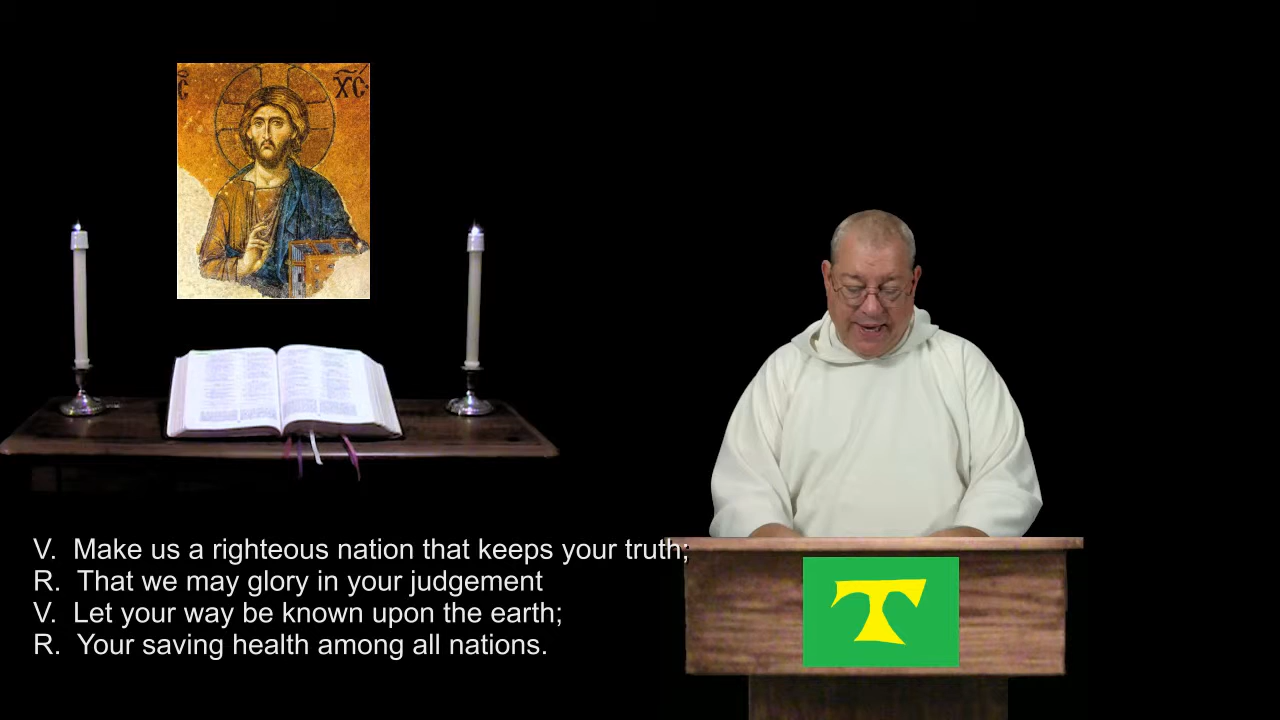 C
XC
V. Make us a righteous nation that keeps your truth;
R. That we may glory in your judgement
V. Let your way be known upon the earth;
R. Your saving health among all nations.
T